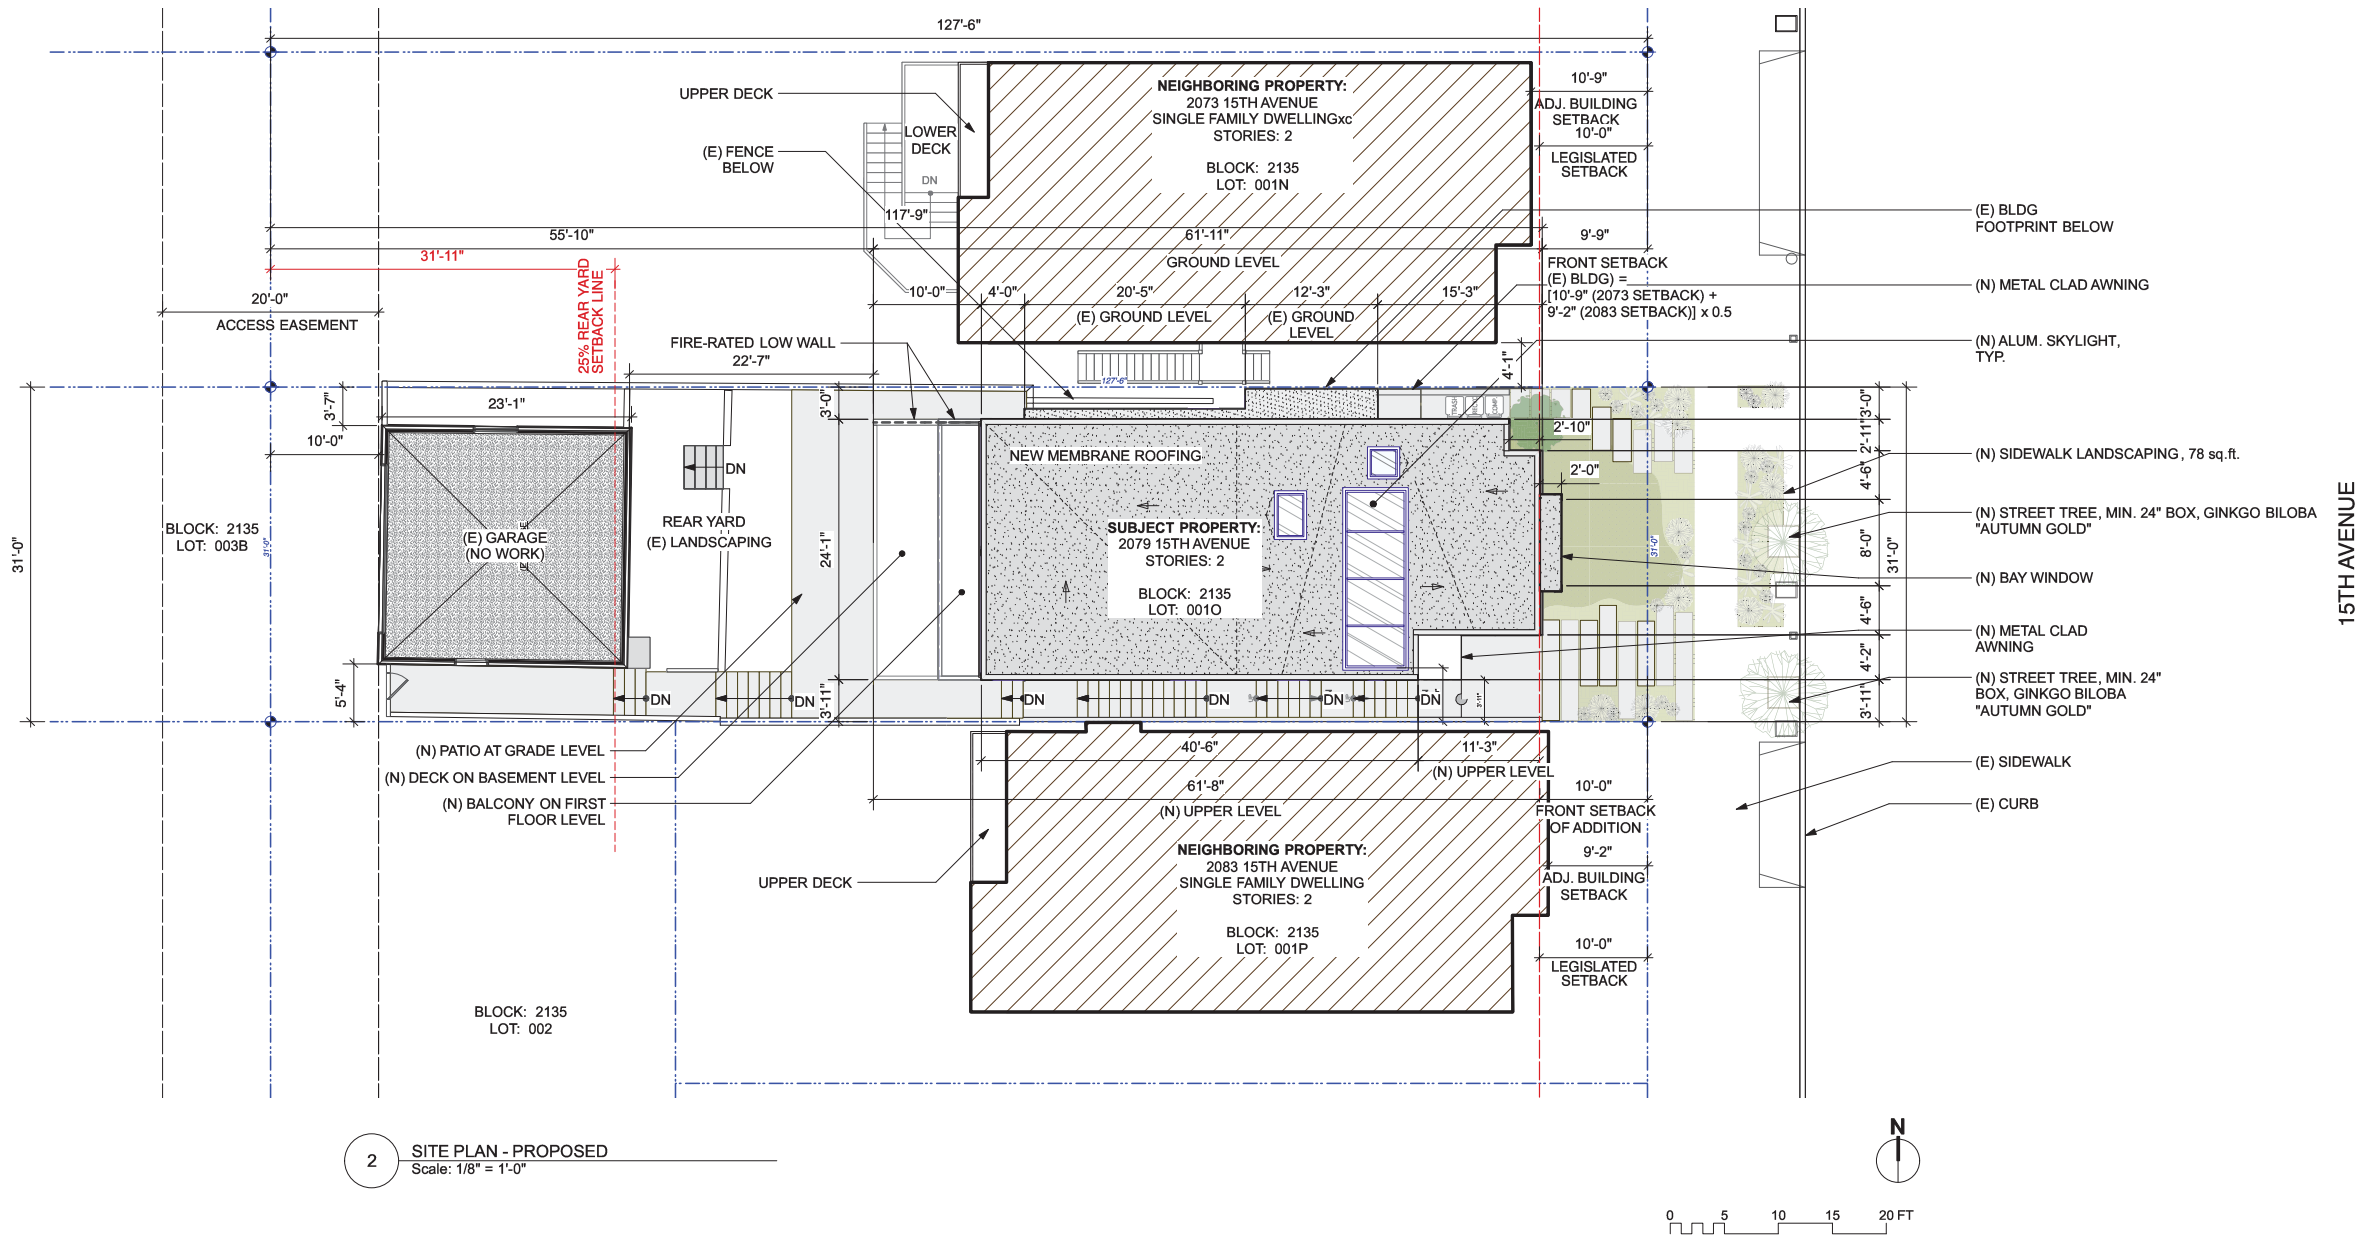 127'-6"
UPPER DECK
(E) FENCE
BELOW
LOWER
DECK
DN
NEIGHBORING PROPERTY:
2073 15TH AVENUE
SINGLE FAMILY DWELLINGxc
STORIES: 2
BLOCK: 2135
LOT: 001N
10'-9"
ADJ. BUILDING
SETBACK
10'-0"
LEGISLATED
SETBACK
117'-9"
55'-10"
61'-11"
GROUND LEVEL
9'-9"
31'-11"
25% REAR YARD
SETBACK LINE
20'-0"
ACCESS EASEMENT
10'-0"
4'-0"
20'-5"
(E) GROUND LEVEL
12'-3"
(E) GROUND
LEVEL
15'-3"
FRONT SETBACK
(E) BLDG) =
[10'-9" (2073 SETBACK) +
9'-2" (2083 SETBACK)] x 0.5
(E) BLDG
FOOTPRINT BELOW
(N) METAL CLAD AWNING
(N) ALUM. SKYLIGHT,
TYP.
FIRE-RATED LOW WALL
22'-7"
4'-1"
127'-6"
3'-7"
23'-1"
10'-0"
3'-0"
TRASH
COMP.
2'-10"
2'-0"
3'-0"
2'-11"
4'-6"
8'-0"
4'-6"
4'-2"
3'-11"
31'-0"
31'-0"
(N) SIDEWALK LANDSCAPING , 78 sq.ft.
(N) STREET TREE, MIN. 24" BOX, GINKGO BILOBA
"AUTUMN GOLD"
(N) BAY WINDOW
(N) METAL CLAD
AWNING
(N) STREET TREE, MIN. 24"
BOX, GINKGO BILOBA
"AUTUMN GOLD"
(E) SIDEWALK
(E) CURB
15TH AVENUE
31'-0"
BLOCK: 2135
LOT: 003B
31'-0"
(E) GARAGE
(NO WORK)
DN
REAR YARD
(E) LANDSCAPING
24'-1"
NEW MEMBRANE ROOFING
SUBJECT PROPERTY:
2079 15TH AVENUE
STORIES: 2
BLOCK: 2135
LOT: 001O
5'-4"
DN
DN
3'-11"
DN
DN
DN
DN
3'-11"
(N) PATIO AT GRADE LEVEL
(N) DECK ON BASEMENT LEVEL
(N) BALCONY ON FIRST
FLOOR LEVEL
40'-6"
11'-3"
(N) UPPER LEVEL
61'-8"
(N) UPPER LEVEL
10'-0"
FRONT SETBACK
OF ADDITION
9'-2"
ADJ. BUILDING
SETBACK
10'-0"
LEGISLATED
SETBACK
UPPER DECK
NEIGHBORING PROPERTY:
2083 15TH AVENUE
SINGLE FAMILY DWELLING
STORIES: 2
BLOCK: 2135
LOT: 001P
BLOCK: 2135
LOT: 002
2
SITE PLAN - PROPOSED
Scale: 1/8" = 1'-0"
N
0 5 10 15 20 FT